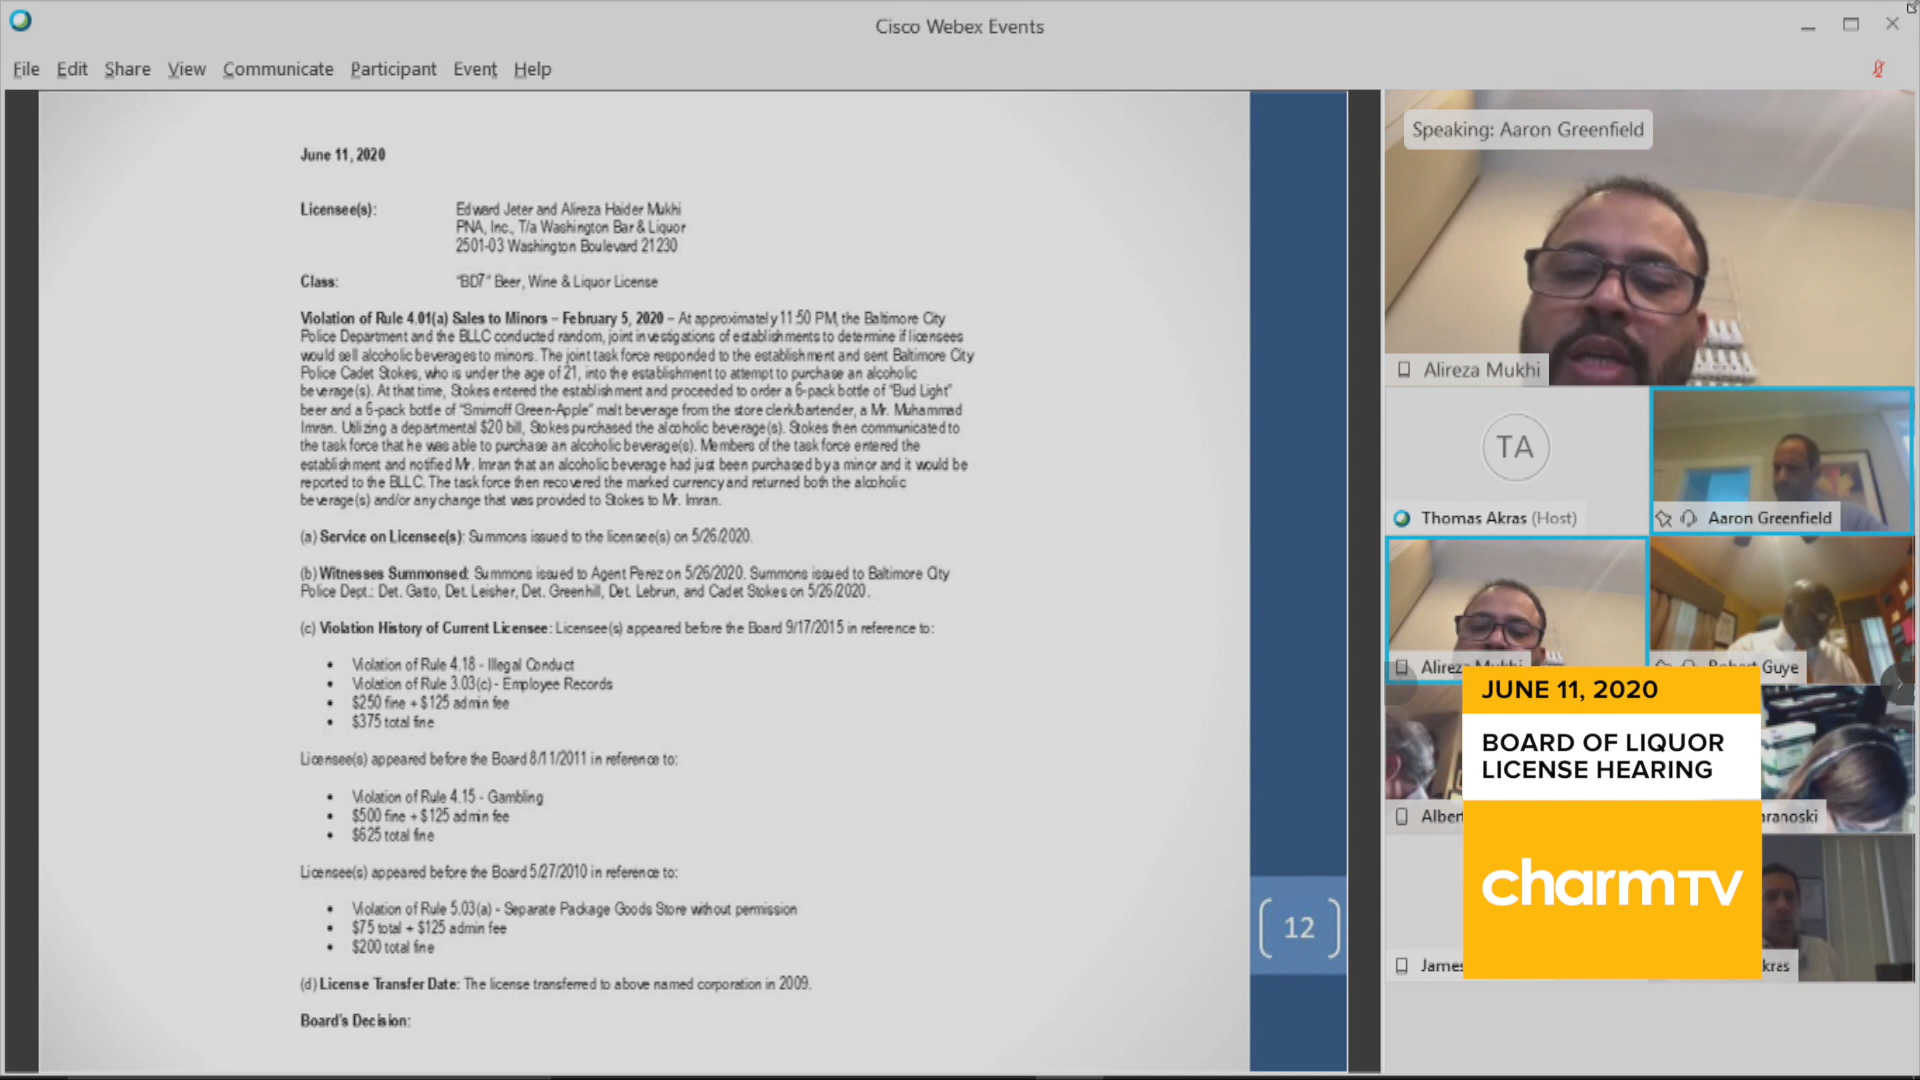 Cisco Webex Events
File Edit Share View Communicate Participant Event Help
June 11, 2020
Licensee(s): Edward Jeter and Alireza Haider Mukhi
PNA, Inc., T/a Washington Bar & Liquor
2501-03 Washington Boulevard 21230
Class: "BD7" Beer, Wine & Liquor License
Violation of Rule 4.01(a) Sales to Minors – February 5, 2020 – At approximately 11:50 PM, the Baltimore City
Police Department and the BLLC conducted random, joint investigations of establishments to determine if licensees
would sell alcoholic beverages to minors. The joint task force responded to the establishment and sent Baltimore City
Police Cadet Stokes, who is under the age of 21, into the establishment to attempt to purchase an alcoholic
beverage(s). At that time, Stokes entered the establishment and proceeded to order a 6-pack bottle of "Bud Light"
beer and a 6-pack bottle of "Smirnoff Green-Apple" malt beverage from the store clerk/bartender, a Mr. Muhammad
Imran. Utilizing a departmental $20 bill, Stokes purchased the alcoholic beverage(s). Stokes then communicated to
the task force that he was able to purchase an alcoholic beverage(s). Members of the task force entered the
establishment and notified Mr. Imran that an alcoholic beverage had just been purchased by a minor and it would be
reported to the BLLC. The task force then recovered the marked currency and returned both the alcoholic
beverage(s) and/or any change that was provided to Stokes to Mr. Imran.
(a) Service on Licensee(s): Summons issued to the licensee(s) on 5/26/2020.
(b) Witnesses Summonsed: Summons issued to Agent Perez on 5/26/2020. Summons issued to Baltimore City
Police Dept.: Det. Gatto, Det. Leisher, Det. Greenhill, Det. Lebrun, and Cadet Stokes on 5/26/2020.
(c) Violation History of Current Licensee: Licensee(s) appeared before the Board 9/17/2015 in reference to:
• Violation of Rule 4.18 - Illegal Conduct
• Violation of Rule 3.03(c) - Employee Records
• $250 fine + $125 admin fee
• $375 total fine
Licensee(s) appeared before the Board 8/11/2011 in reference to:
• Violation of Rule 4.15 - Gambling
• $500 fine + $125 admin fee
• $625 total fine
Licensee(s) appeared before the Board 5/27/2010 in reference to:
• Violation of Rule 5.03(a) - Separate Package Goods Store without permission
• $75 total + $125 admin fee
• $200 total fine
(d) License Transfer Date: The license transferred to above named corporation in 2009.
Board's Decision:
12
Speaking: Aaron Greenfield
Alireza Mukhi
TA
Thomas Akras (Host)
Aaron Greenfield
Alireza Mukhi
Robert Guye
JUNE 11, 2020
BOARD OF LIQUOR
LICENSE HEARING
charmTV
Alber
aranoski
James
kras